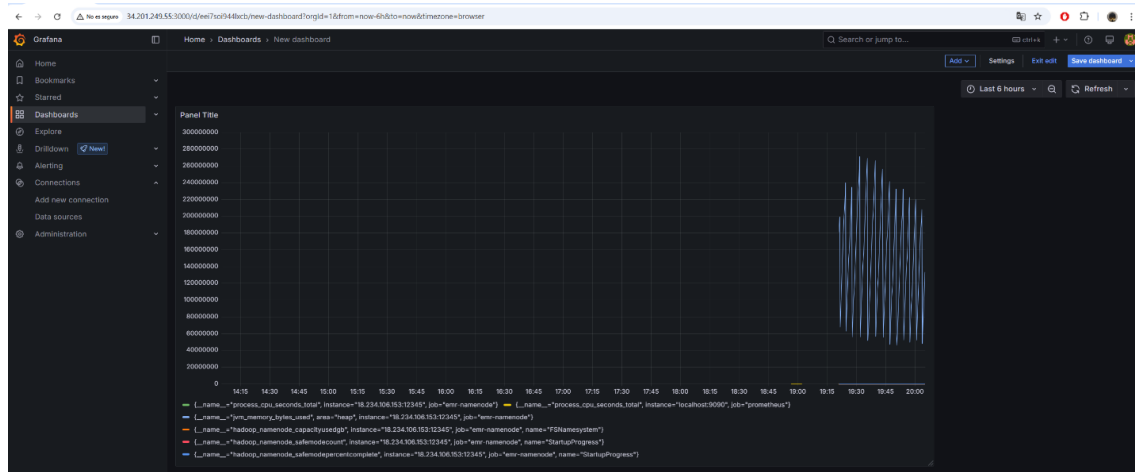 No es seguro 34.201.249.55:3000/d/eei7soi944lxcb/new-dashboard?orgId=1&from=now-6h&to=now&timezone=browser
Grafana
Home › Dashboards › New dashboard
Search or jump to...
ctrl+k
Home
Bookmarks
Starred
Dashboards
Explore
Drilldown New!
Alerting
Connections
Add new connection
Data sources
Administration
Add Settings Exit edit Save dashboard
Last 6 hours Refresh
Panel Title
300000000
280000000
260000000
240000000
220000000
200000000
180000000
160000000
140000000
120000000
100000000
80000000
60000000
40000000
20000000
0
14:15 14:30 14:45 15:00 15:15 15:30 15:45 16:00 16:15 16:30 16:45 17:00 17:15 17:30 17:45 18:00 18:15 18:30 18:45 19:00 19:15 19:30 19:45 20:00
{__name__="process_cpu_seconds_total", instance="18.234.106.153:12345", job="emr-namenode"} {__name__="process_cpu_seconds_total", instance="localhost:9090", job="prometheus"}
{__name__="jvm_memory_bytes_used", area="heap", instance="18.234.106.153:12345", job="emr-namenode"}
{__name__="hadoop_namenode_capacityusedgb", instance="18.234.106.153:12345", job="emr-namenode", name="FSNamesystem"}
{__name__="hadoop_namenode_safemodecount", instance="18.234.106.153:12345", job="emr-namenode", name="StartupProgress"}
{__name__="hadoop_namenode_safemodepercentcomplete", instance="18.234.106.153:12345", job="emr-namenode", name="StartupProgress"}